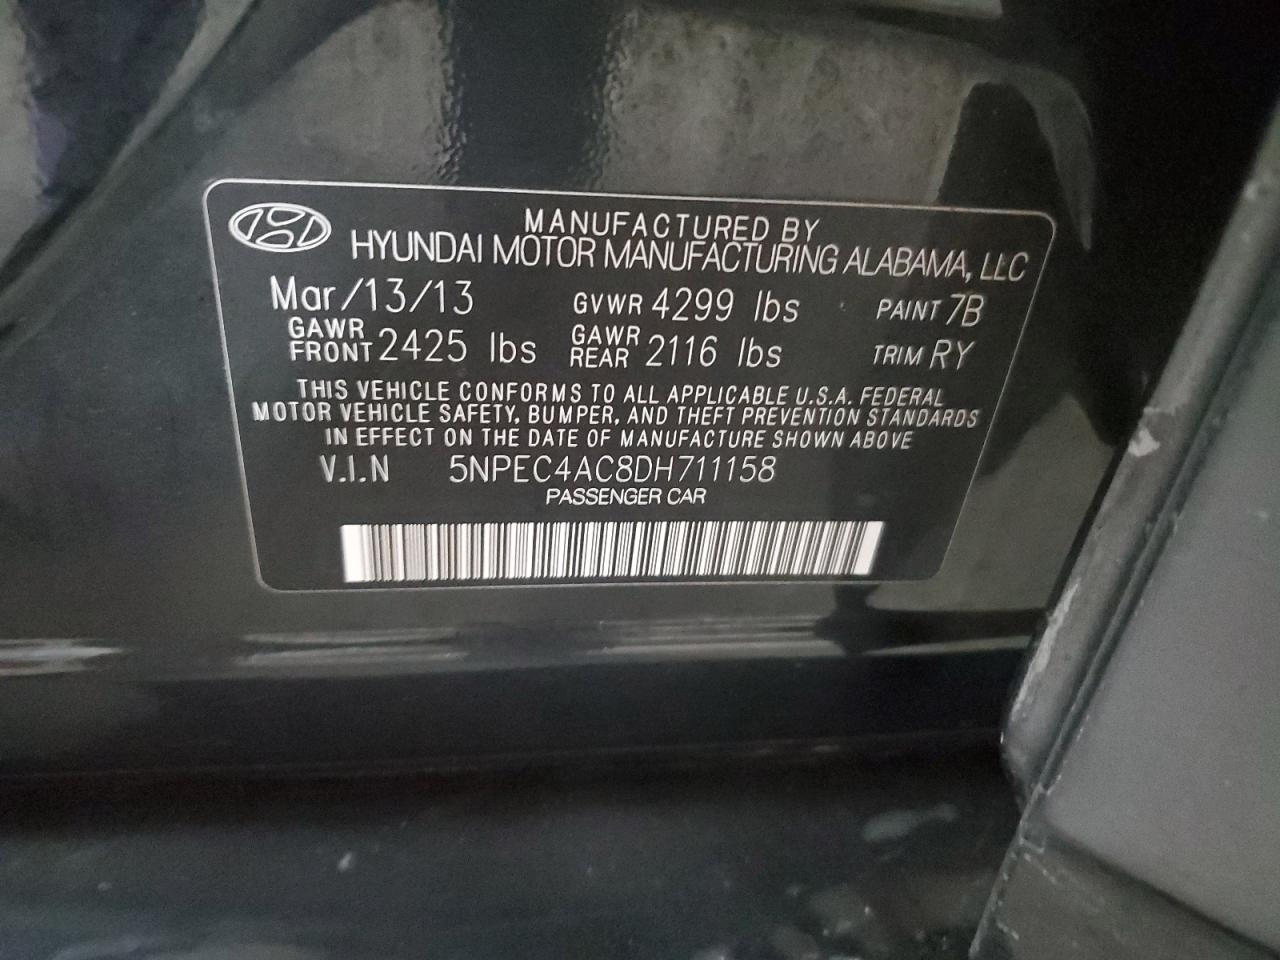 MANUFACTURED BY
HYUNDAI MOTOR MANUFACTURING ALABAMA, LLC
Mar/13/13 GVWR 4299 lbs PAINT 7B
GAWR FRONT 2425 lbs GAWR REAR 2116 lbs TRIM RY
THIS VEHICLE CONFORMS TO ALL APPLICABLE U.S.A. FEDERAL
MOTOR VEHICLE SAFETY, BUMPER, AND THEFT PREVENTION STANDARDS
IN EFFECT ON THE DATE OF MANUFACTURE SHOWN ABOVE
V.I.N 5NPEC4AC8DH711158
PASSENGER CAR